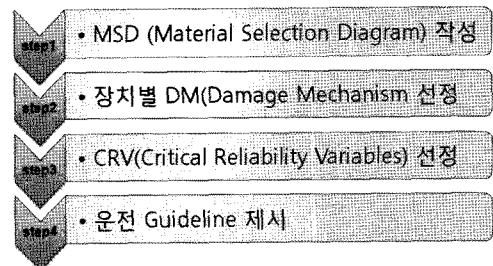 step1
• MSD (Material Selection Diagram) 작성
step2
• 장치별 DM(Damage Mechanism 선정
step3
• CRV(Critical Reliability Variables) 선정
step4
• 운전 Guideline 제시